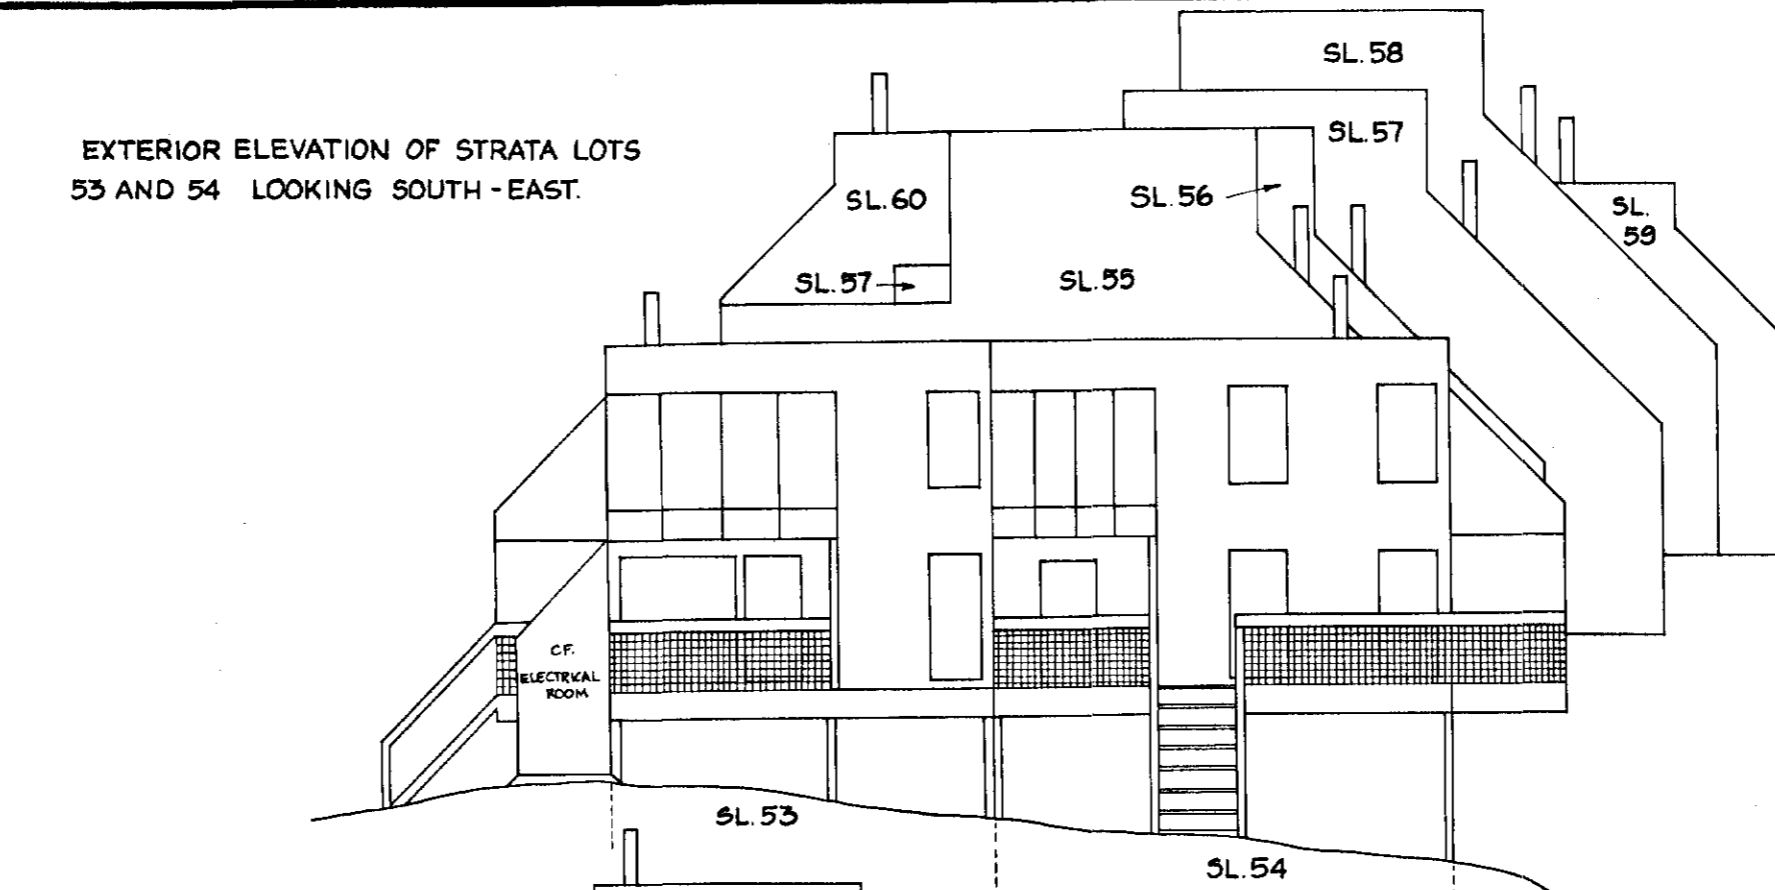 EXTERIOR ELEVATION OF STRATA LOTS
53 AND 54 LOOKING SOUTH-EAST.
SL.58
SL.57
SL.60
SL.56
SL.
59
SL.57
SL.55
CF.
ELECTRICAL
ROOM
SL.53
SL.54